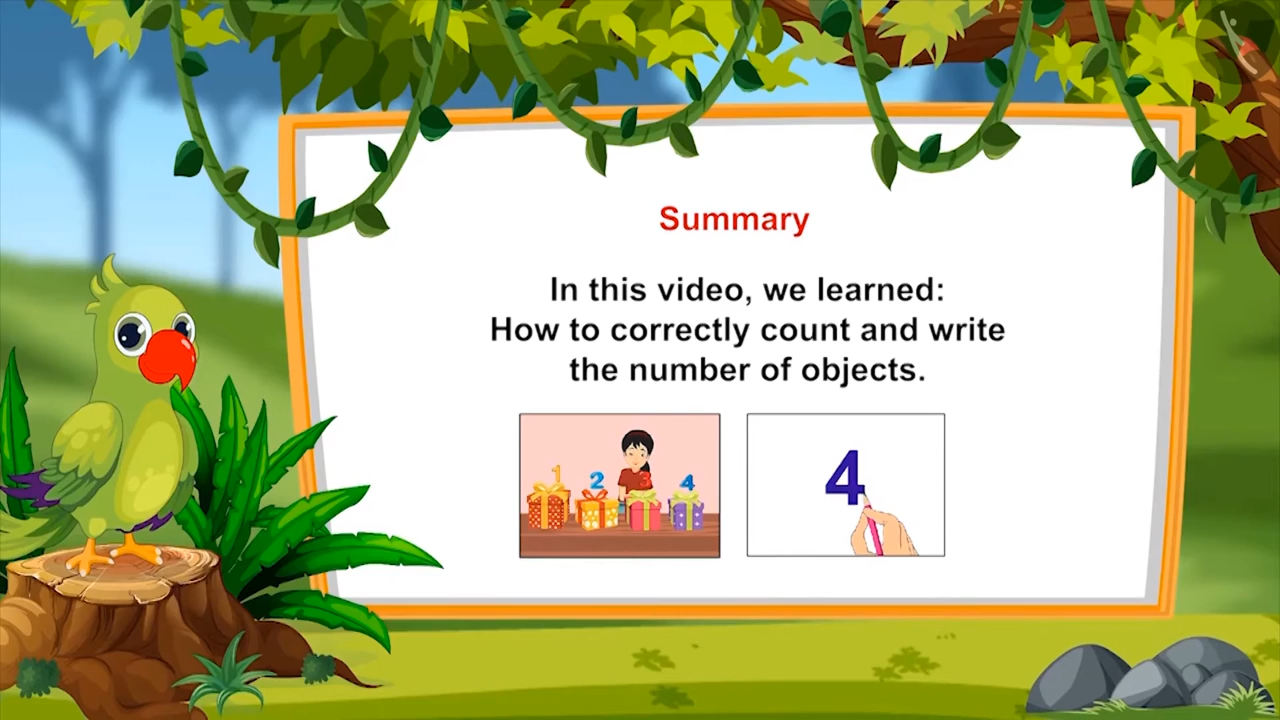 Summary
In this video, we learned:
How to correctly count and write
the number of objects.
1 2 3 4
4